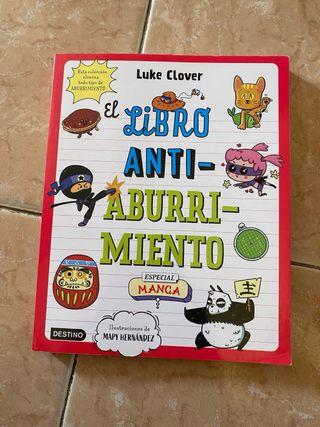 Luke Clover
Esta colección
elimina
todo tipo de
ABURRIMIENTO
El
LiBRO
ANTI-
ABURRI-
MIENTO
ESPECIAL
MANGA
Ilustraciones de
MAPY HERNÁNDEZ
DESTINO